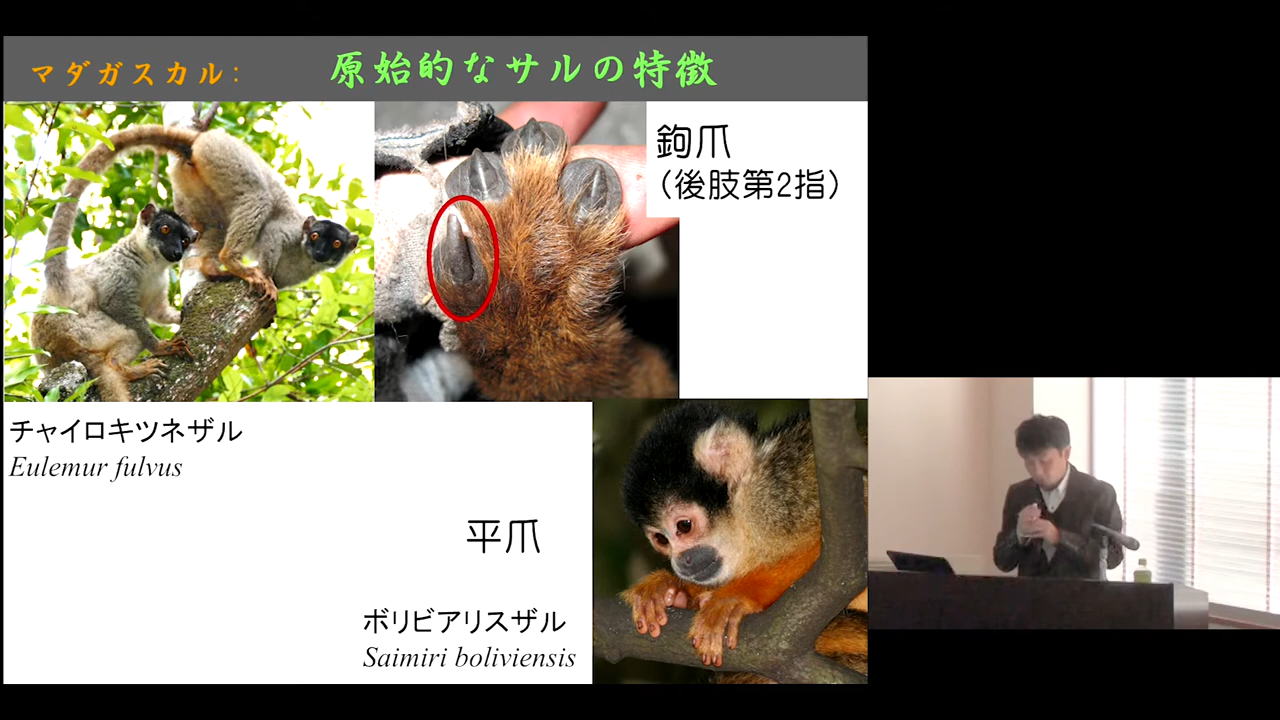 マダガスカル:
原始的なサルの特徴
鉤爪
(後肢第2指)
チャイロキツネザル
Eulemur fulvus
平爪
ボリビアリスザル
Saimiri boliviensis